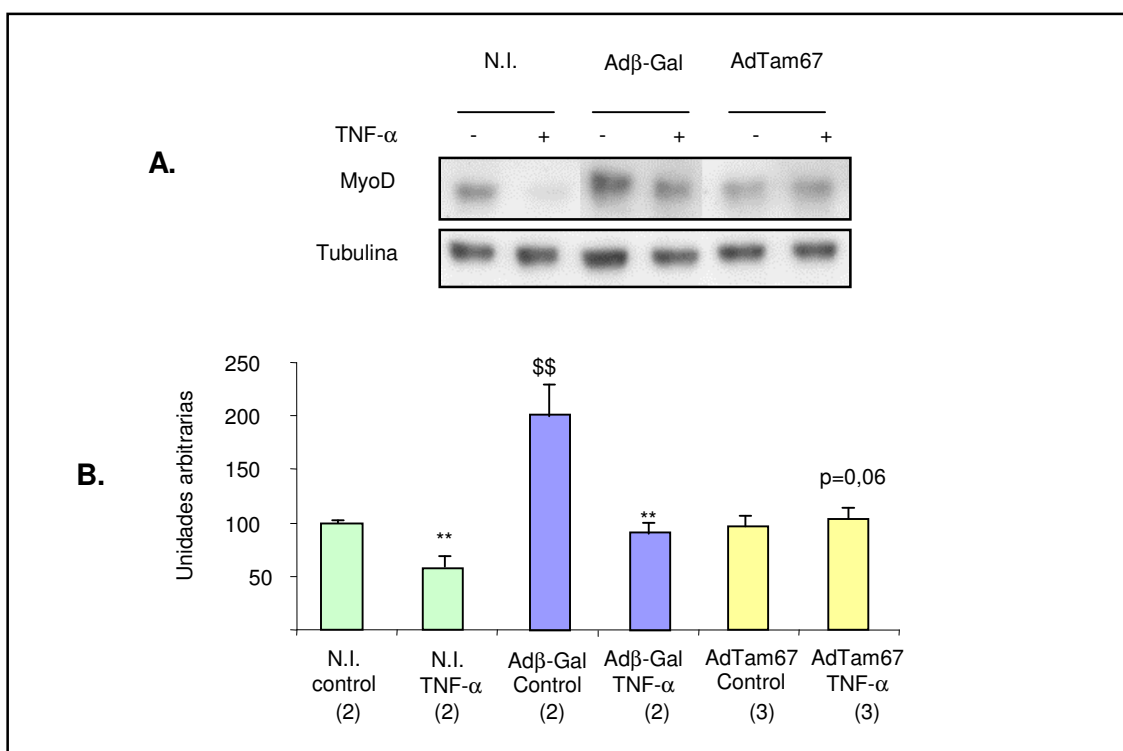 N.I. Adβ-Gal AdTam67
TNF-α - + - + - +
A.
MyoD
Tubulina
B.
Unidades arbitrarias
250
200
150
100
50
$$
**
**
p=0,06
N.I. control (2)
N.I. TNF-α (2)
Adβ-Gal Control (2)
Adβ-Gal TNF-α (2)
AdTam67 Control (3)
AdTam67 TNF-α (3)